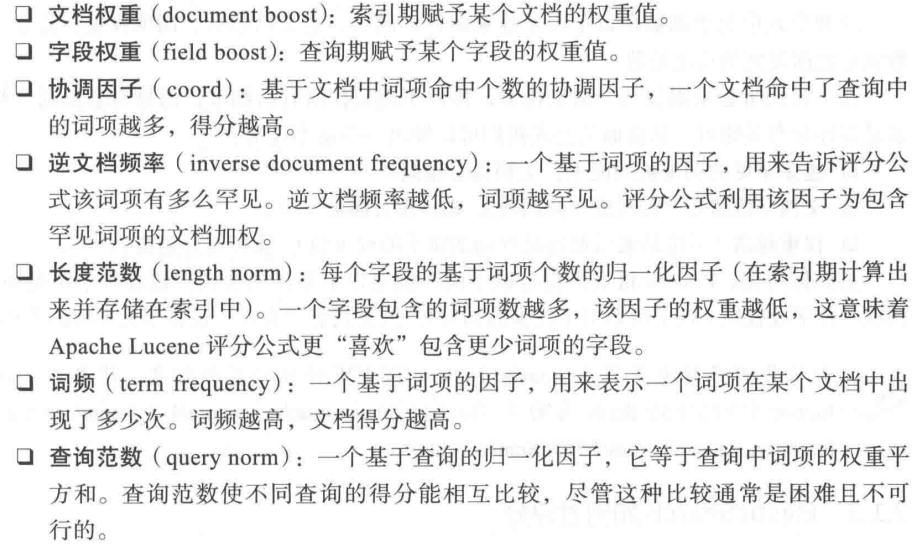 ❑ 文档权重（document boost）：索引期赋予某个文档的权重值。
❑ 字段权重（field boost）：查询期赋予某个字段的权重值。
❑ 协调因子（coord）：基于文档中词项命中个数的协调因子，一个文档命中了查询中
的词项越多，得分越高。
❑ 逆文档频率（inverse document frequency）：一个基于词项的因子，用来告诉评分公
式该词项有多么罕见。逆文档频率越低，词项越罕见。评分公式利用该因子为包含
罕见词项的文档加权。
❑ 长度范数（length norm）：每个字段的基于词项个数的归一化因子（在索引期计算出
来并存储在索引中）。一个字段包含的词项数越多，该因子的权重越低，这意味着
Apache Lucene 评分公式更“喜欢”包含更少词项的字段。
❑ 词频（term frequency）：一个基于词项的因子，用来表示一个词项在某个文档中出
现了多少次。词频越高，文档得分越高。
❑ 查询范数（query norm）：一个基于查询的归一化因子，它等于查询中词项的权重平
方和。查询范数使不同查询的得分能相互比较，尽管这种比较通常是困难且不可
行的。